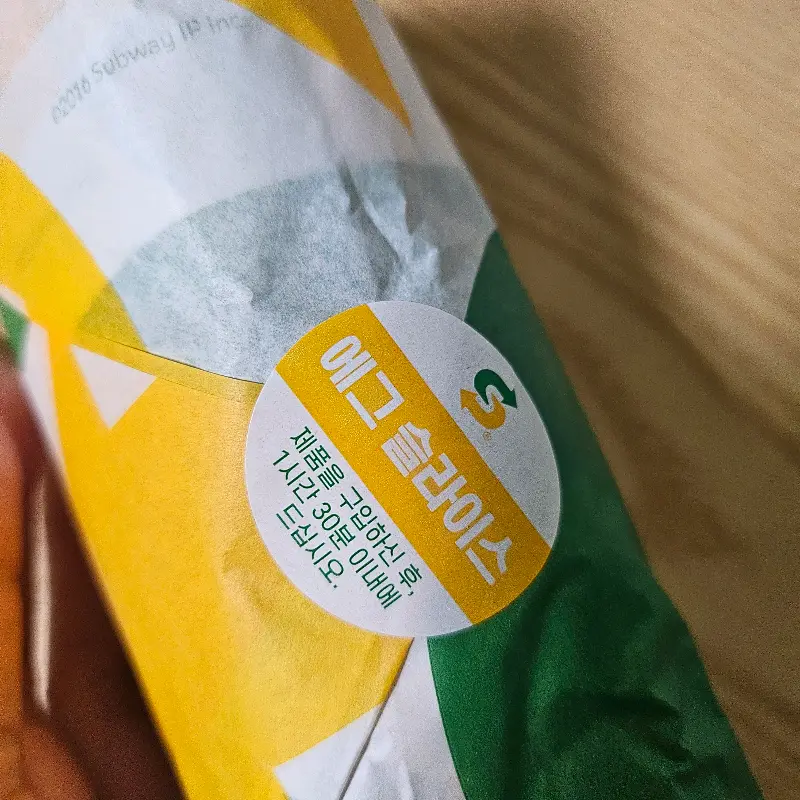 ©2016 Subway IP Inc.
에그 슬라이스
제품을 구입하신 후,
1시간 30분 이내에
드십시오.